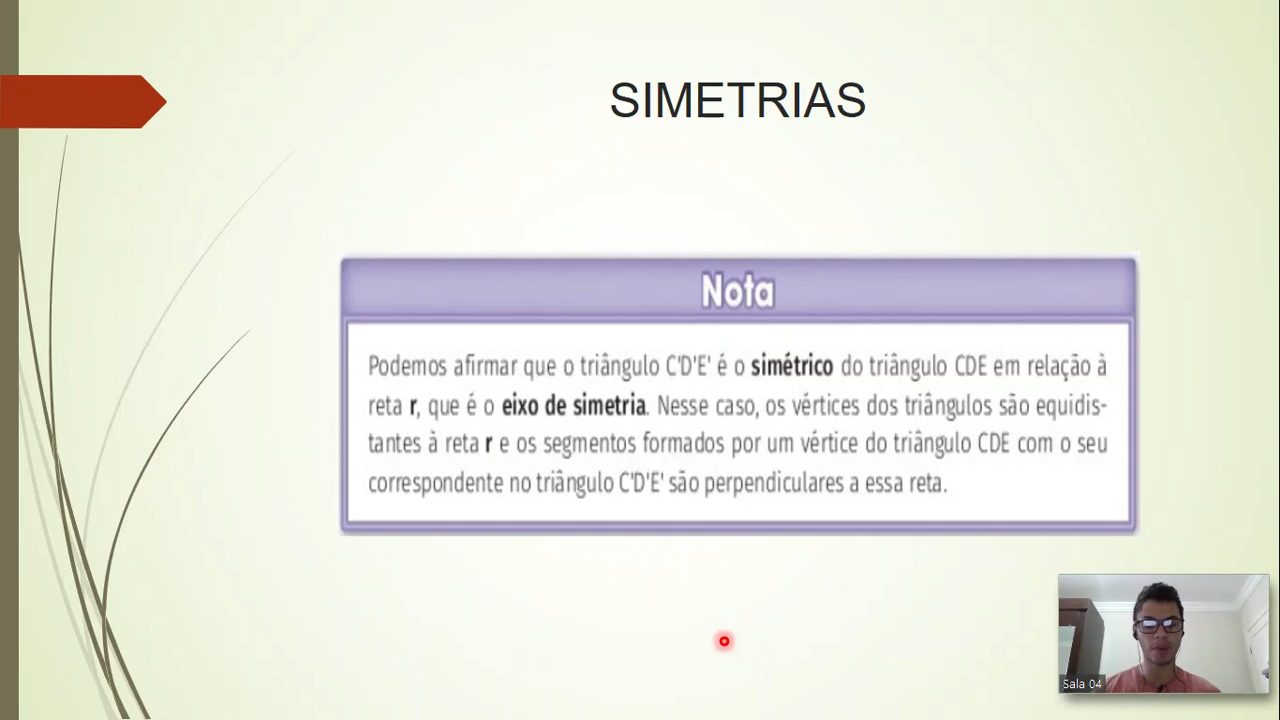 SIMETRIAS
Nota
Podemos afirmar que o triângulo C'D'E' é o simétrico do triângulo CDE em relação à
reta r, que é o eixo de simetria. Nesse caso, os vértices dos triângulos são equidis-
tantes à reta r e os segmentos formados por um vértice do triângulo CDE com o seu
correspondente no triângulo C'D'E' são perpendiculares a essa reta.
Sala 04